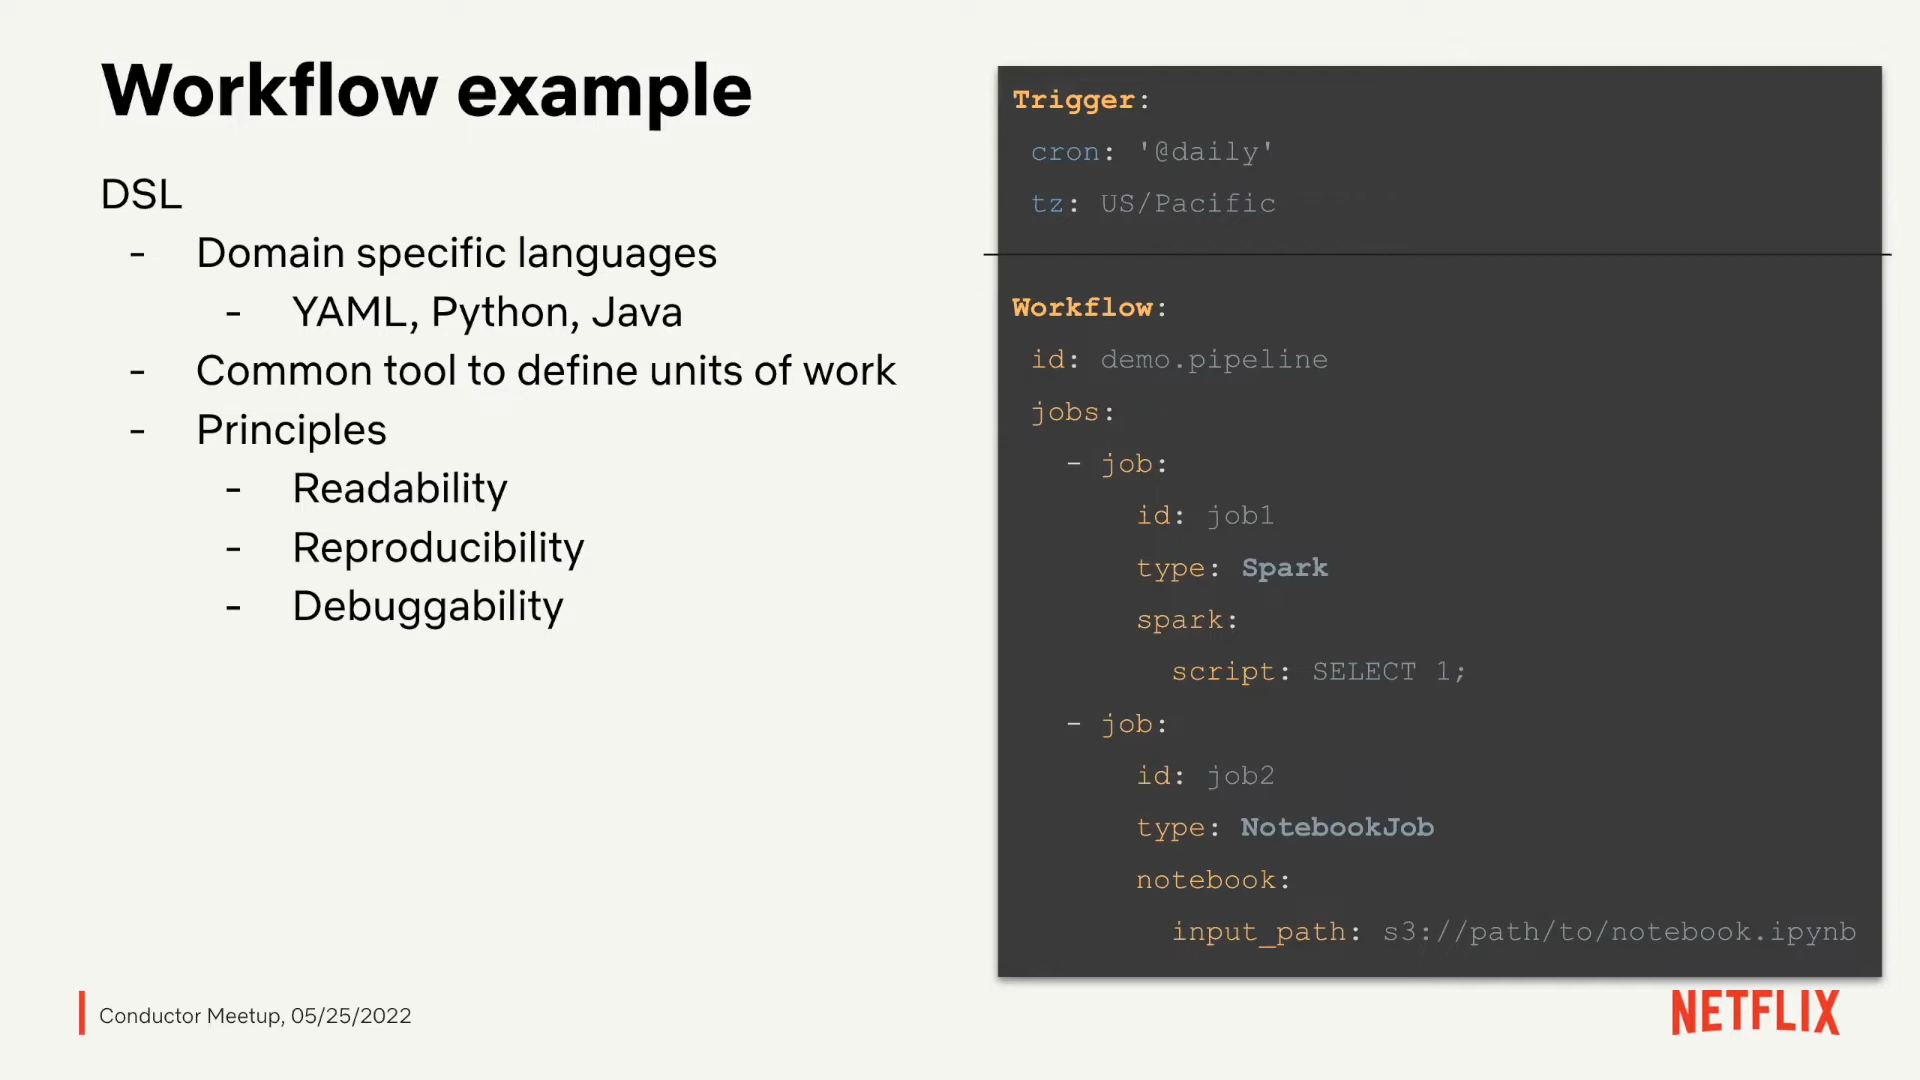 Workflow example
DSL
- Domain specific languages
- YAML, Python, Java
- Common tool to define units of work
- Principles
- Readability
- Reproducibility
- Debuggability
Trigger:
cron: '@daily'
tz: US/Pacific
Workflow:
id: demo.pipeline
jobs:
- job:
id: job1
type: Spark
spark:
script: SELECT 1;
- job:
id: job2
type: NotebookJob
notebook:
input_path: s3://path/to/notebook.ipynb
Conductor Meetup, 05/25/2022
NETFLIX